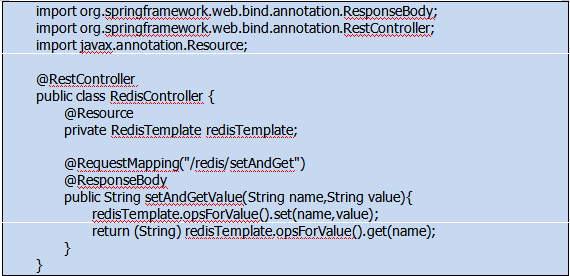 import org.springframework.web.bind.annotation.ResponseBody;
import org.springframework.web.bind.annotation.RestController;
import javax.annotation.Resource;
@RestController
public class RedisController {
@Resource
private RedisTemplate redisTemplate;
@RequestMapping("/redis/setAndGet")
@ResponseBody
public String setAndGetValue(String name,String value){
redisTemplate.opsForValue().set(name,value);
return (String) redisTemplate.opsForValue().get(name);
}
}